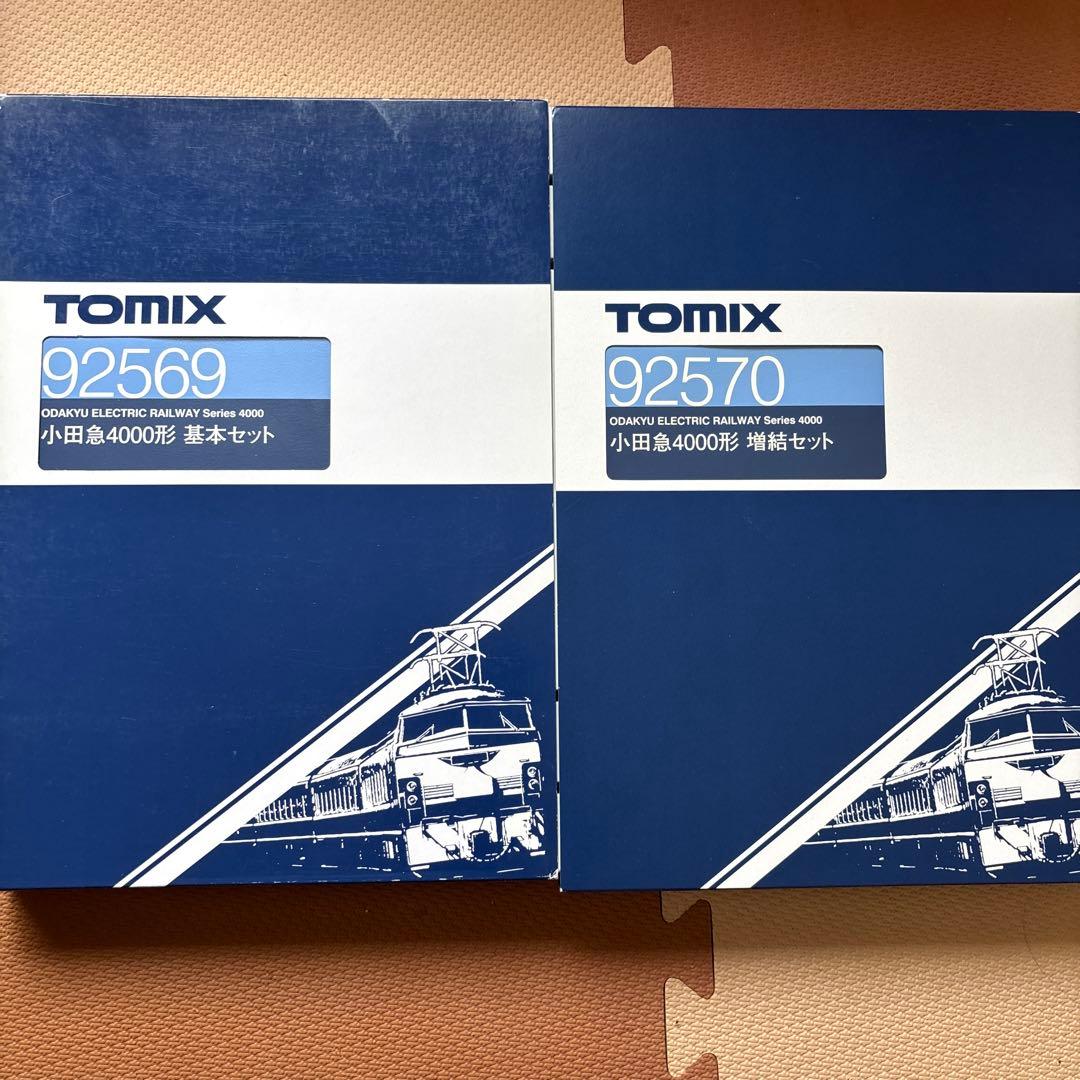 TOMIX
92569
ODAKYU ELECTRIC RAILWAY Series 4000
小田急4000形 基本セット
TOMIX
92570
ODAKYU ELECTRIC RAILWAY Series 4000
小田急4000形 増結セット